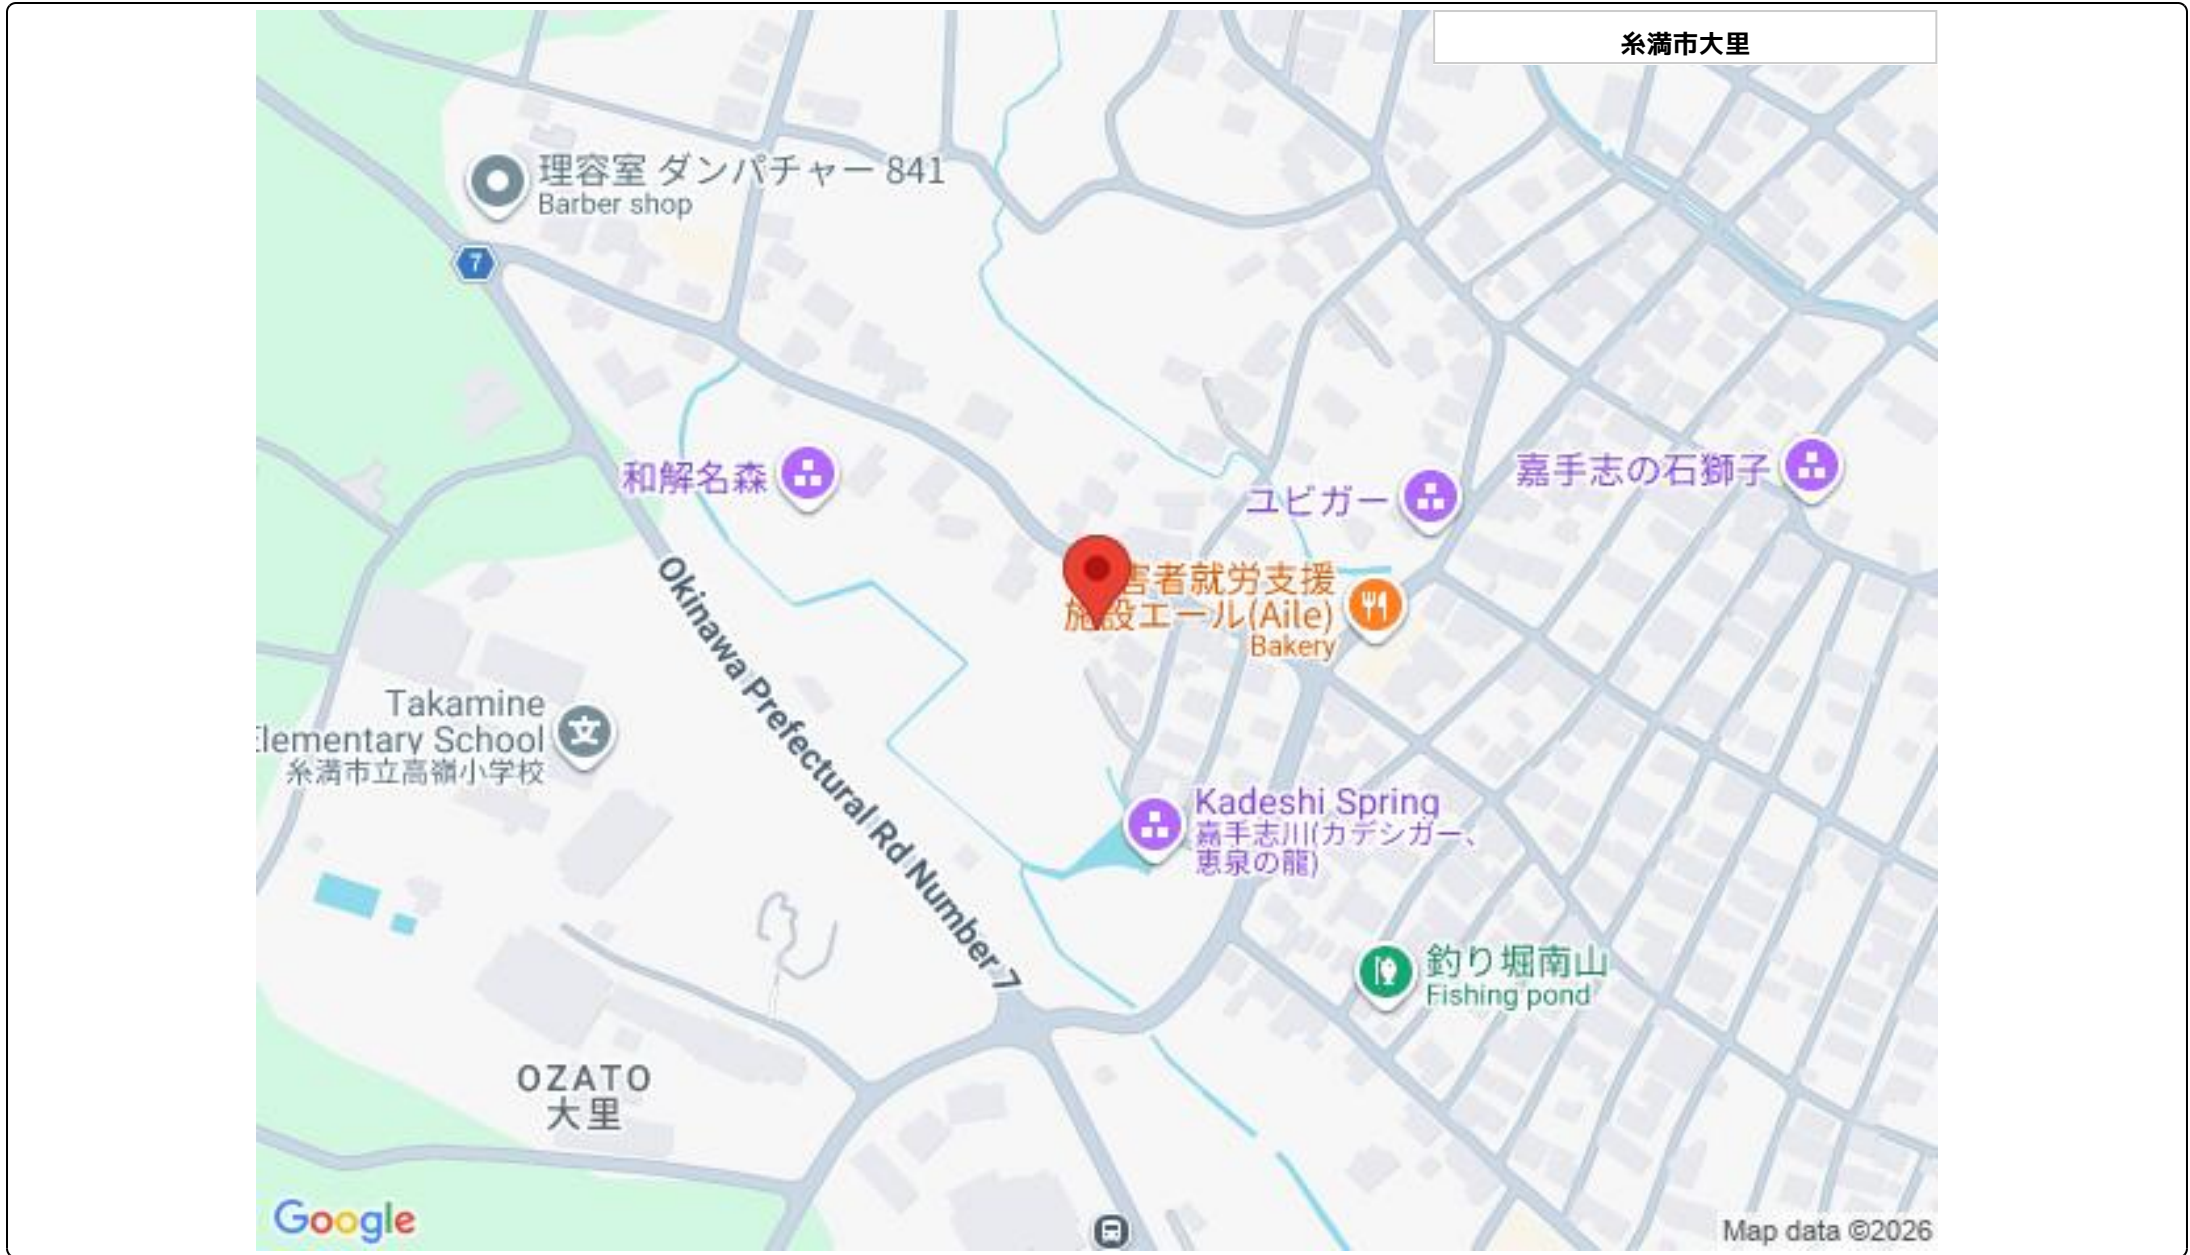 糸満市大里
理容室 ダンパチャー 841
Barber shop
7
和解名森
嘉手志の石獅子
ユビガー
害者就労支援
施設エール(Aile)
Bakery
Okinawa Prefectural Rd Number 7
Takamine
Elementary School
糸満市立高嶺小学校
文
Kadeshi Spring
嘉手志川(カデシガー、
恵泉の龍)
釣り堀南山
Fishing pond
OZATO
大里
Google
Map data ©2026